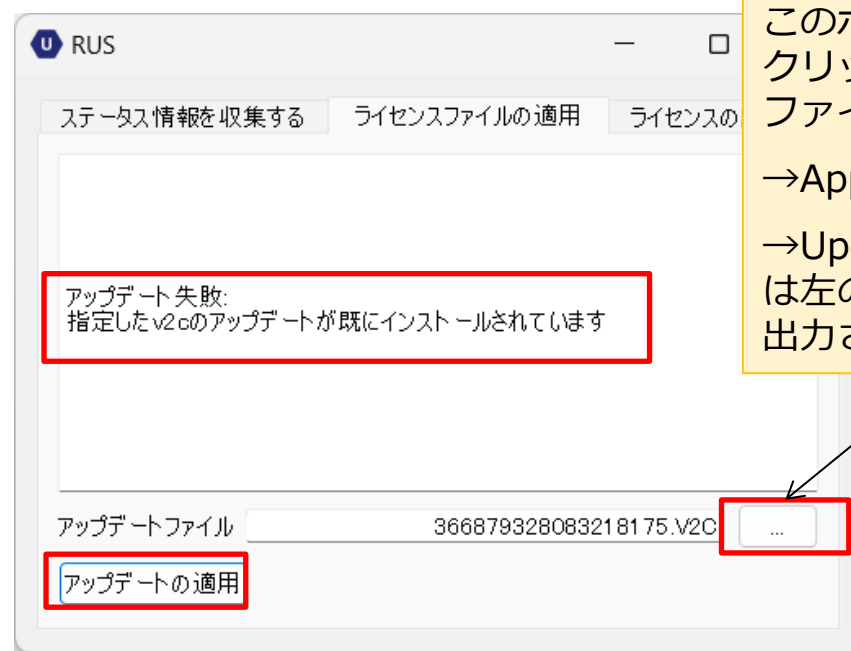 RUS
ステータス情報を収集する
ライセンスファイルの適用
ライセンスの
アップデート失敗:
指定したv2cのアップデートが既にインストールされています
アップデートファイル
366879328083218175.V2C
...
アップデートの適用
この
クリッ
ファイ
→App
→Up
は左の
出力さ